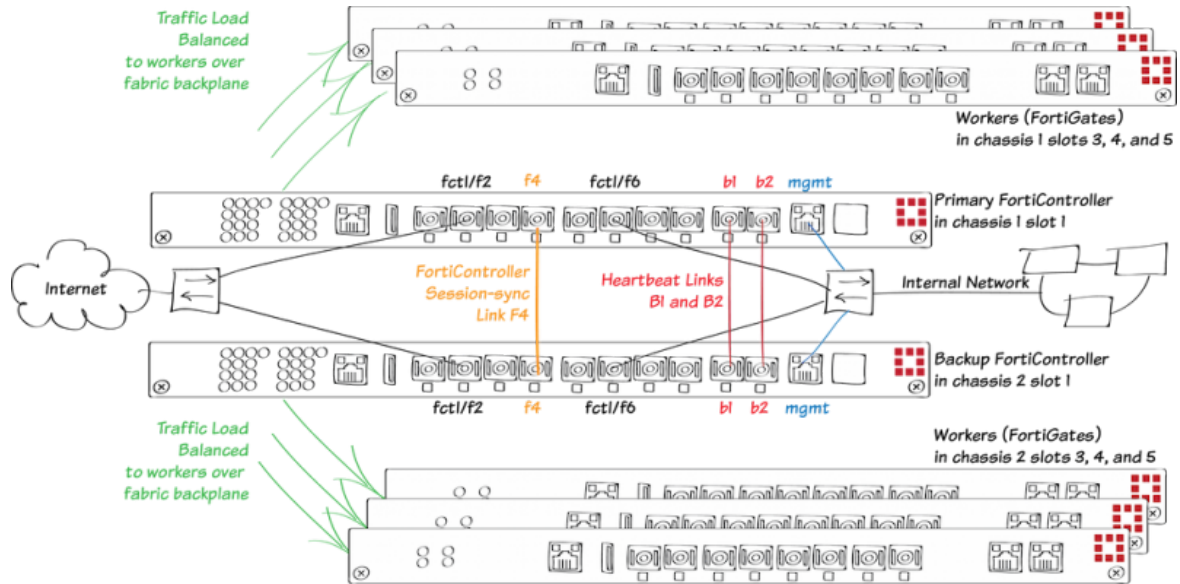 Traffic Load
Balanced
to workers over
fabric backplane
Workers (FortiGates)
in chassis 1 slots 3, 4, and 5
fctl/f2
f4
fctl/f6
b1
b2
mgmt
Primary FortiController
in chassis 1 slot 1
Internet
FortiController
Session-sync
Link F4
Heartbeat Links
B1 and B2
Internal Network
Backup FortiController
in chassis 2 slot 1
fctl/f2
f4
fctl/f6
b1
b2
mgmt
Traffic Load
Balanced
to workers over
fabric backplane
Workers (FortiGates)
in chassis 2 slots 3, 4, and 5